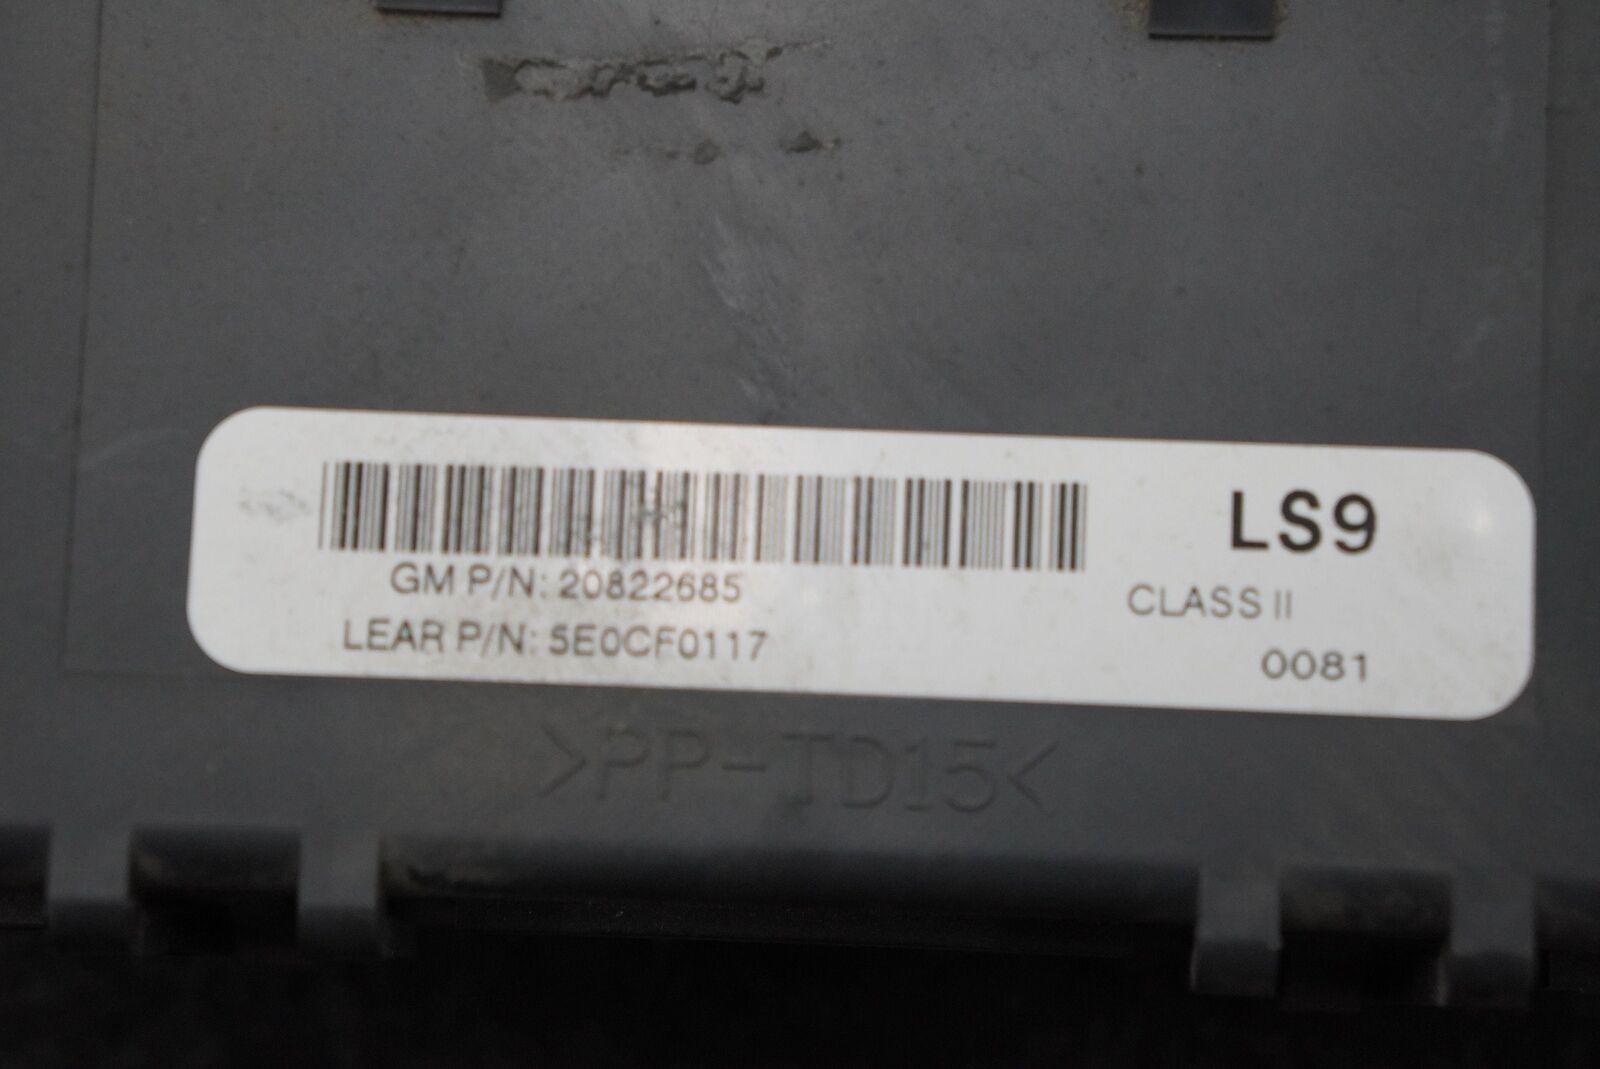 LS9
GM P/N: 20822685
CLASS II
LEAR P/N: 5E0CF0117
0081
>PP-TD15<